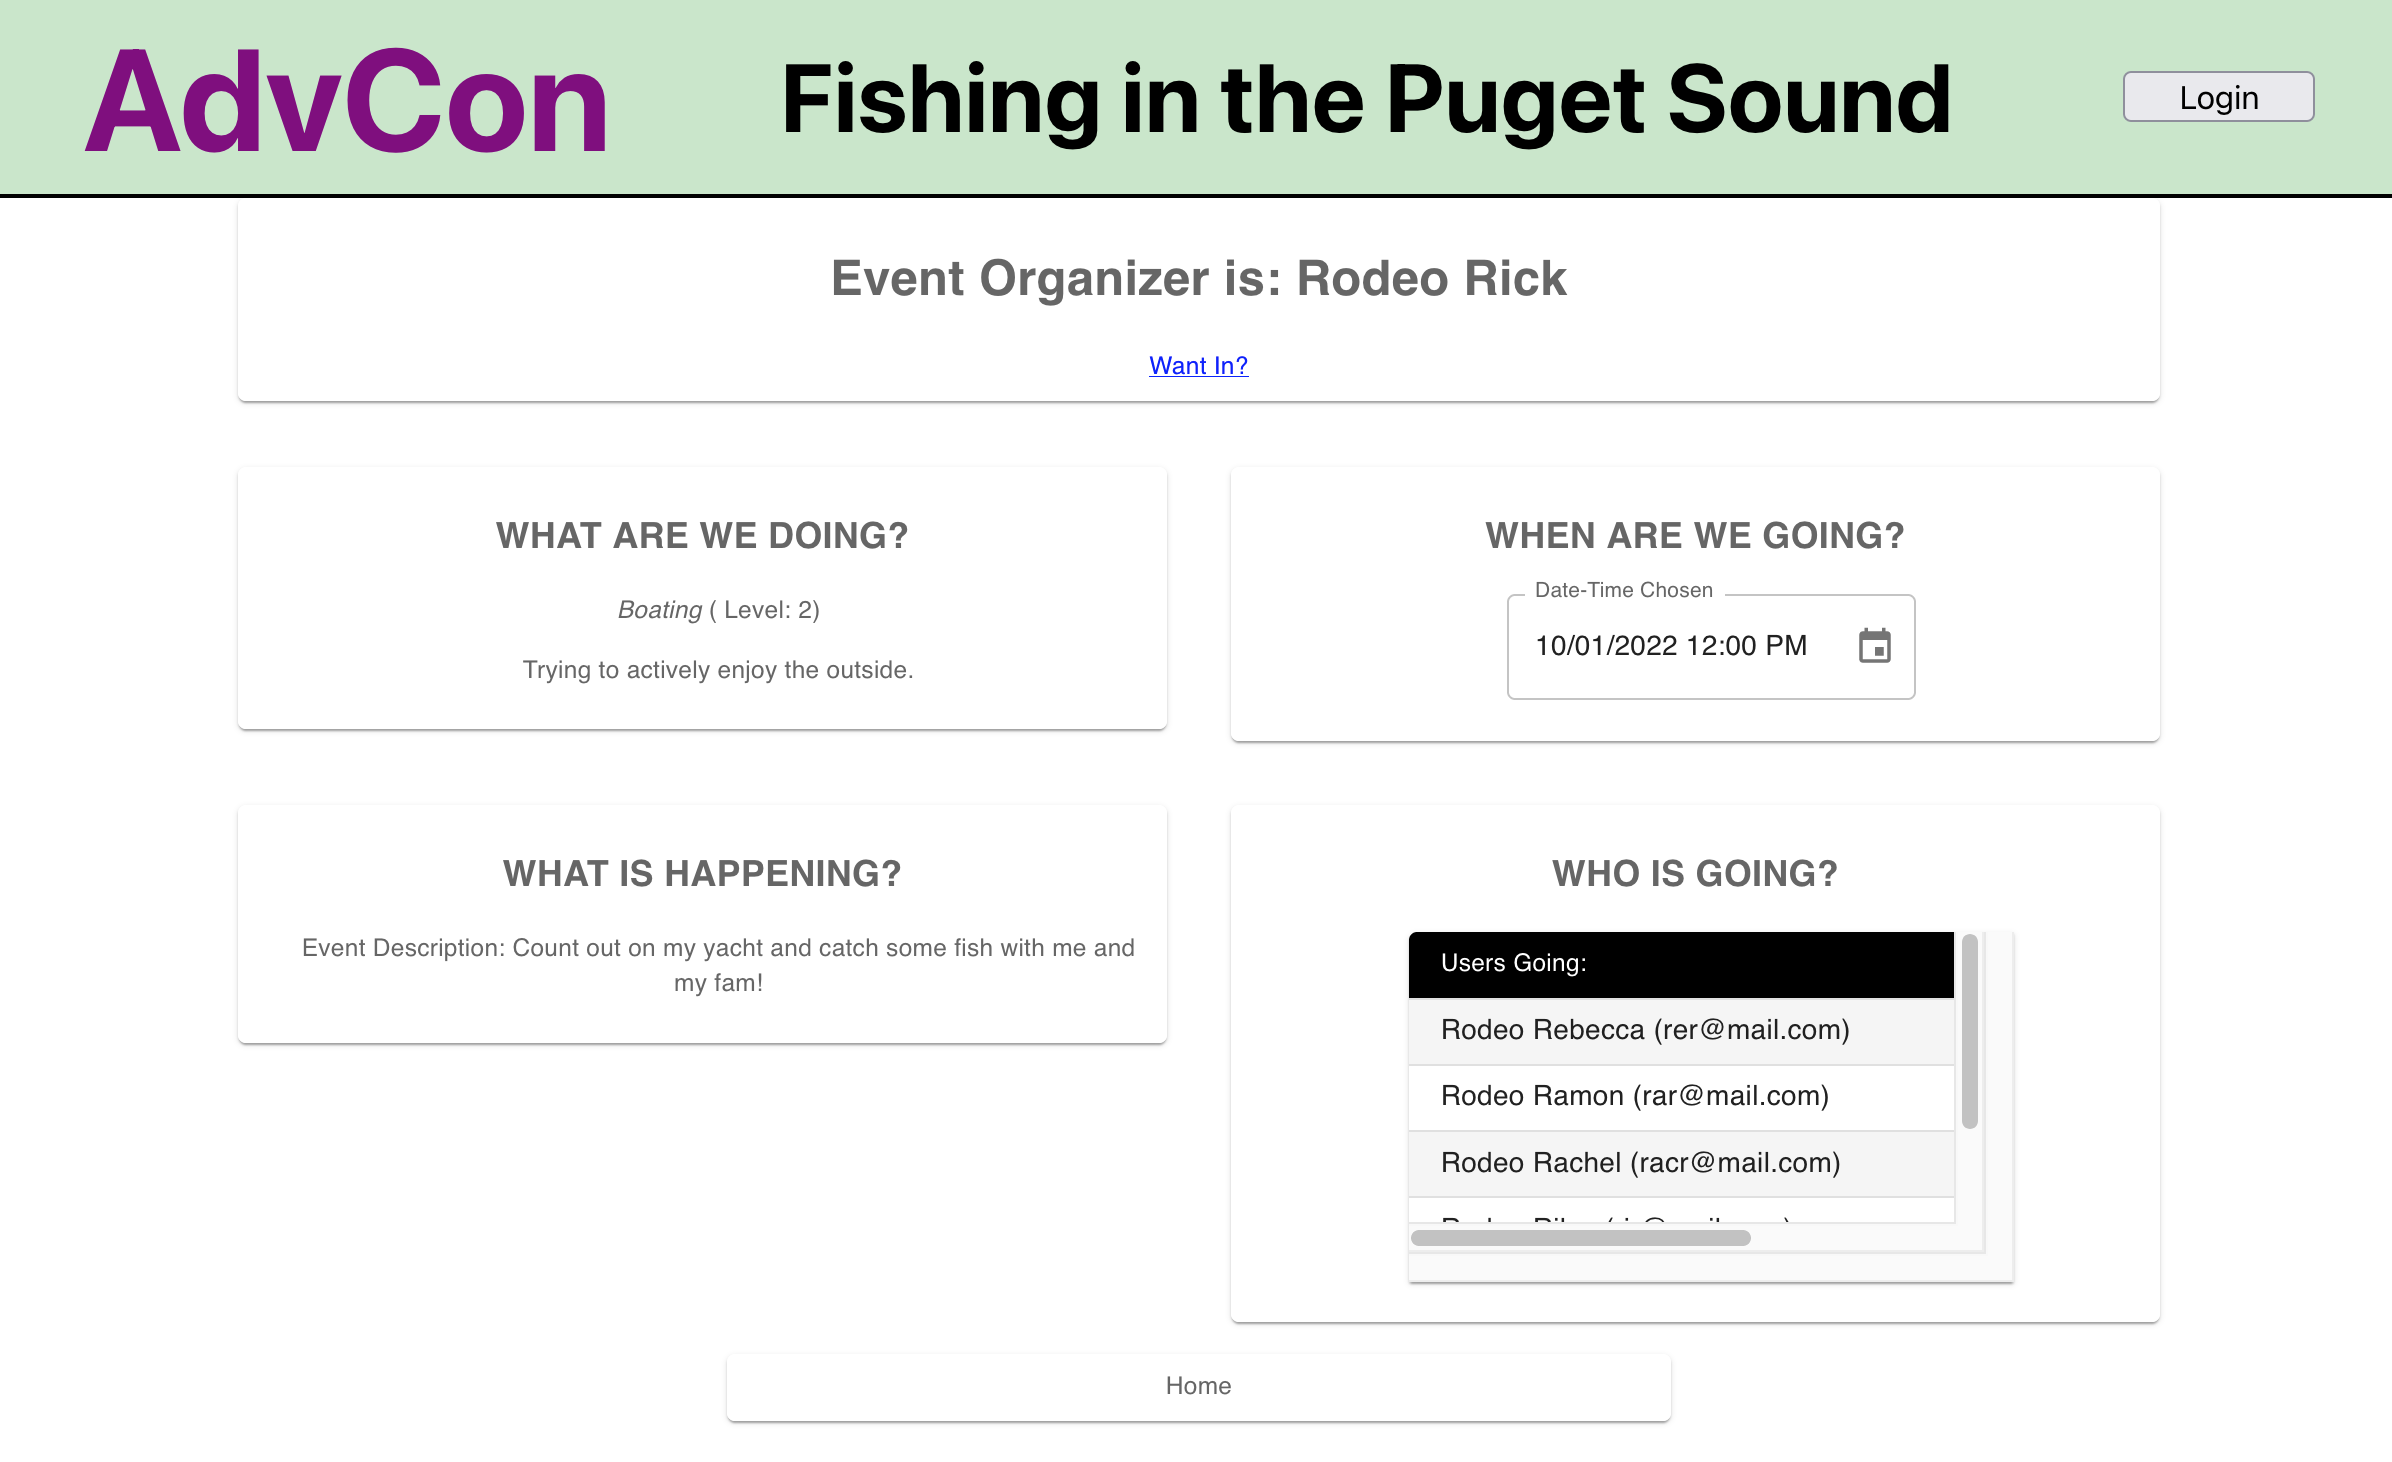 AdvCon
Fishing in the Puget Sound
Login
Event Organizer is: Rodeo Rick
Want In?
WHAT ARE WE DOING?
Boating ( Level: 2)
Trying to actively enjoy the outside.
WHEN ARE WE GOING?
Date-Time Chosen
10/01/2022 12:00 PM
WHAT IS HAPPENING?
Event Description: Count out on my yacht and catch some fish with me and
my fam!
WHO IS GOING?
Users Going:
Rodeo Rebecca (rer@mail.com)
Rodeo Ramon (rar@mail.com)
Rodeo Rachel (racr@mail.com)
Home